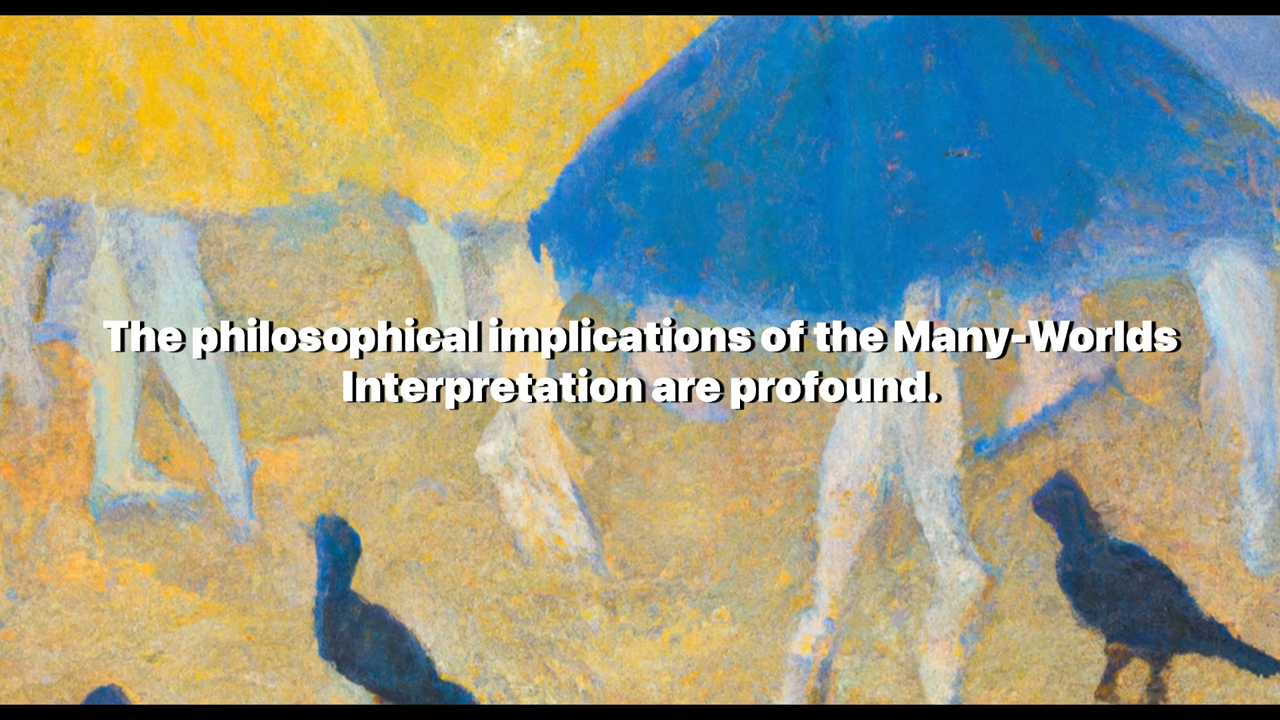 The philosophical implications of the Many-Worlds
Interpretation are profound.